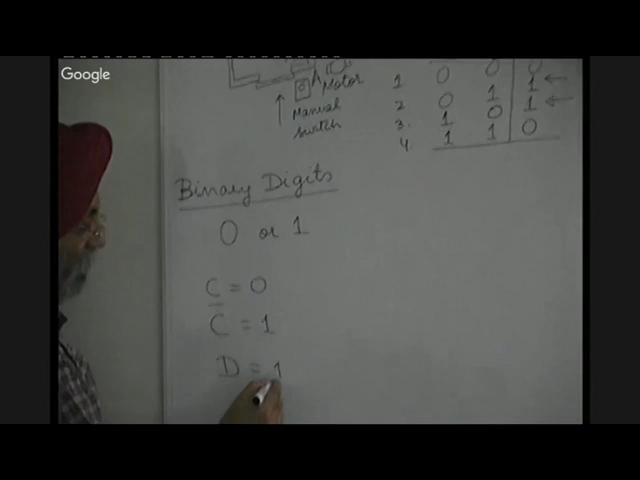 Google
Motor
Manual
Switch
0 0 0
1 0 1 1 ←
2 0 1 ←
3. 1 1 0
4. 1
Binary Digits
0 or 1
C = 0
C̅ = 1
D = 1